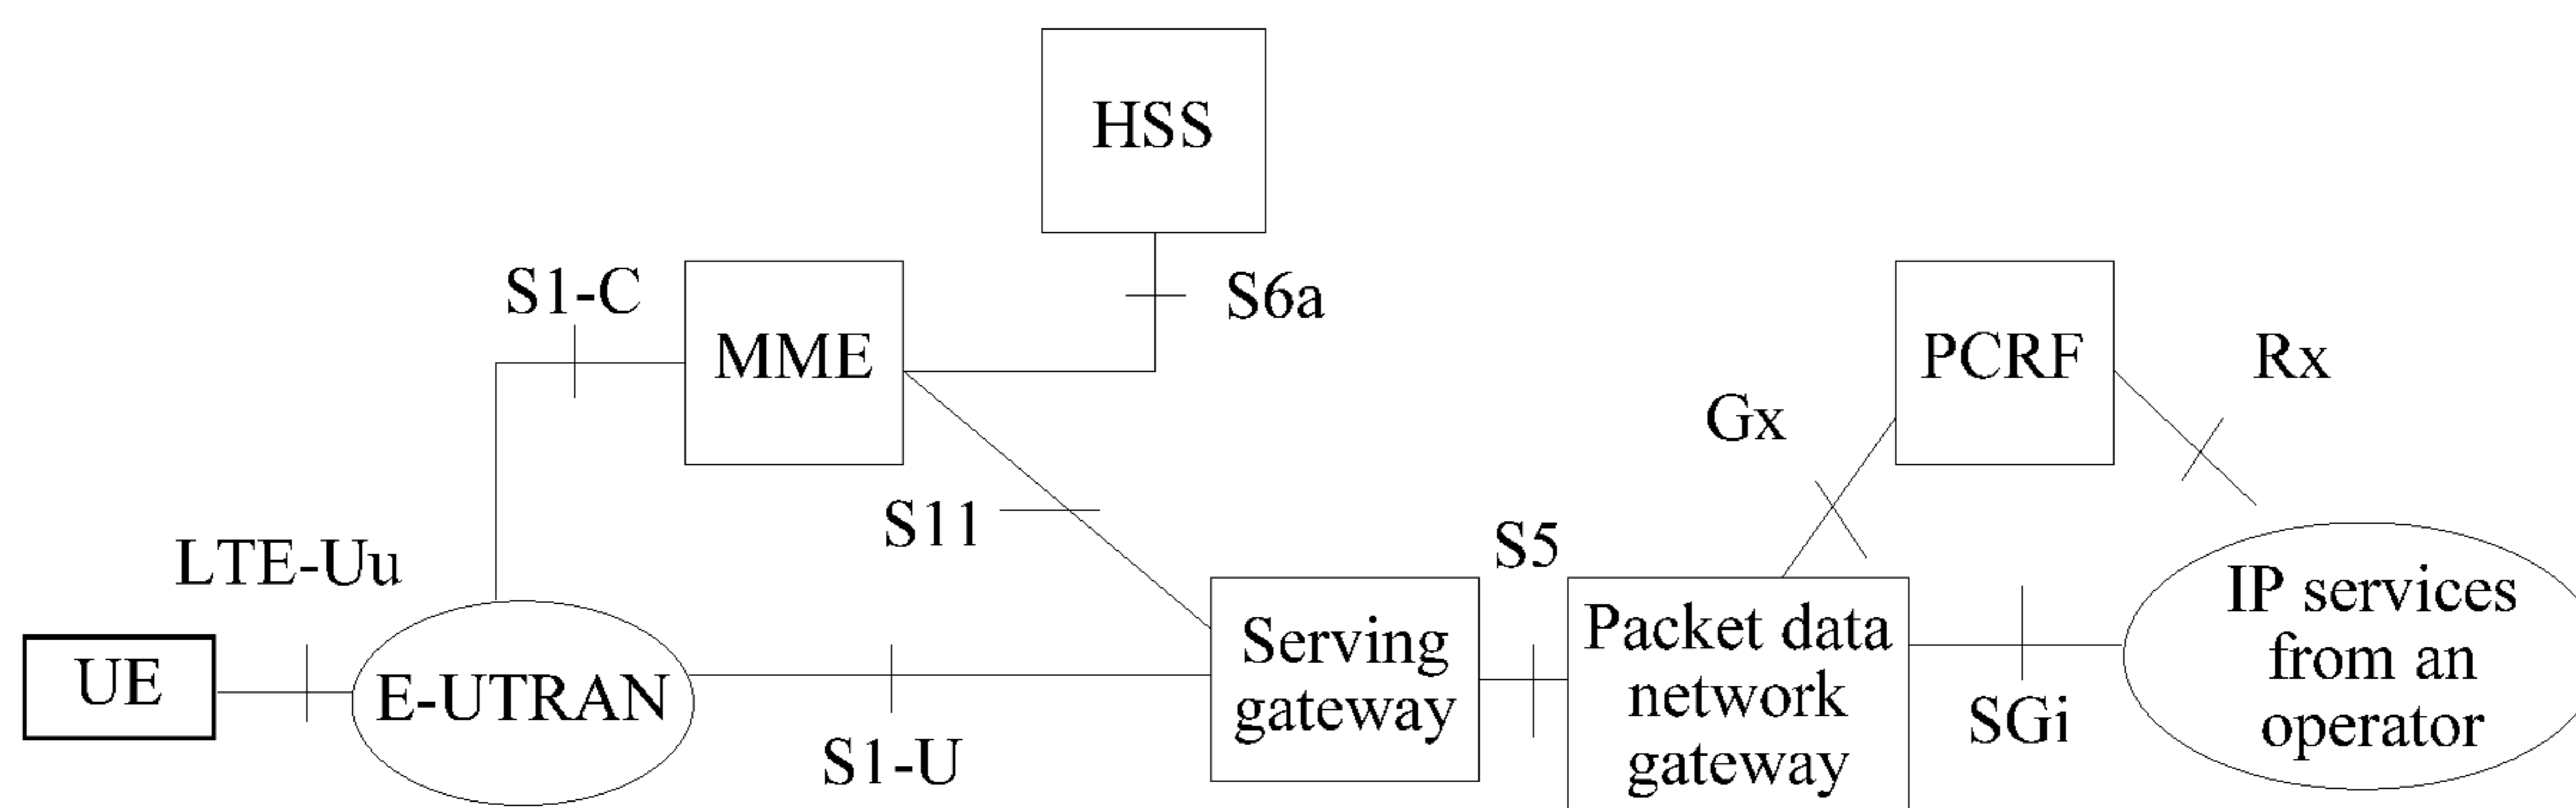 HSS
S1-C
S6a
MME
PCRF
Rx
Gx
S11
S5
LTE-Uu
UE
E-UTRAN
S1-U
Serving
gateway
Packet data
network
gateway
SGi
IP services
from an
operator